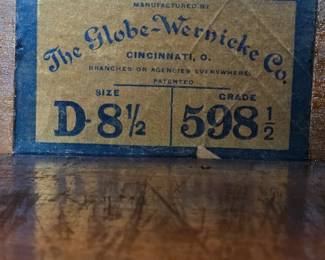 MANUFACTURED BY
The Globe-Wernicke Co.
CINCINNATI, O.
BRANCHES OR AGENCIES EVERYWHERE.
PATENTED
SIZE GRADE
D-8½ 598½